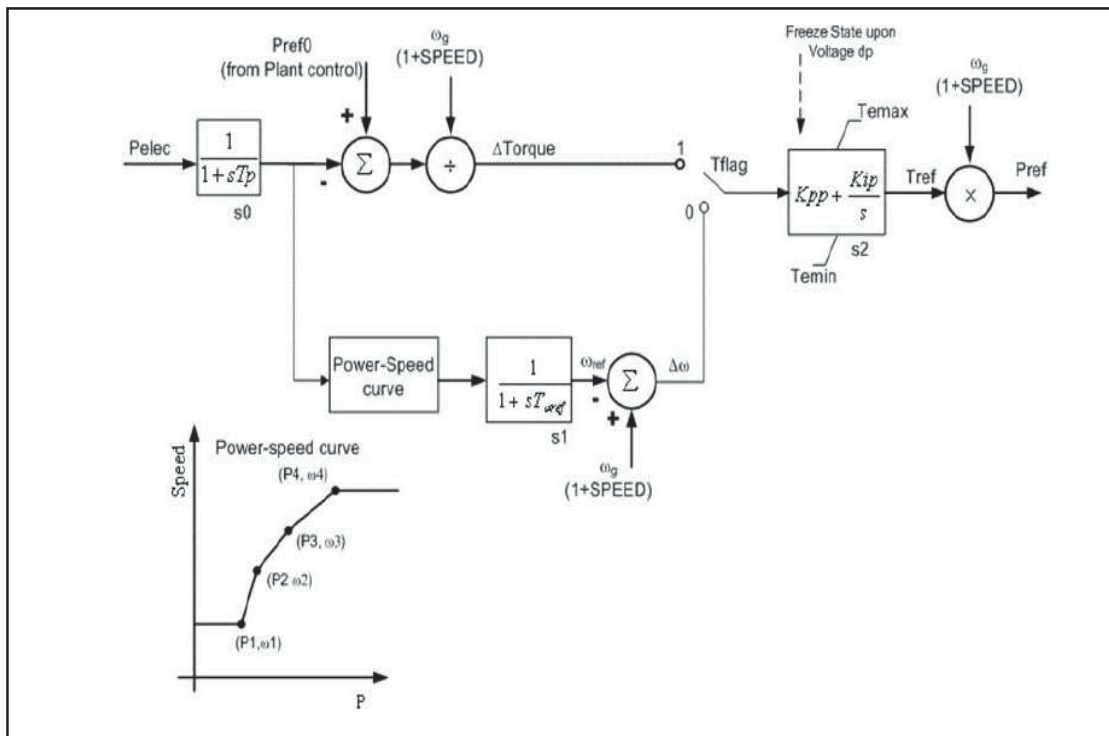 Pref0
(from Plant control)
ωg
(1+SPEED)
Freeze State upon
Voltage dp
ωg
(1+SPEED)
Temax
Pelec
1
1+sTp
s0
+
-
Σ
÷
ΔTorque
1
Tflag
0
Kpp + Kip
s
s2
Temin
Tref
×
Pref
Power-Speed
curve
1
1 + sTωref
s1
ωref
-
+
Σ
Δω
ωg
(1+SPEED)
Power-speed curve
Speed
(P4, ω4)
(P3, ω3)
(P2 ω2)
(P1,ω1)
P